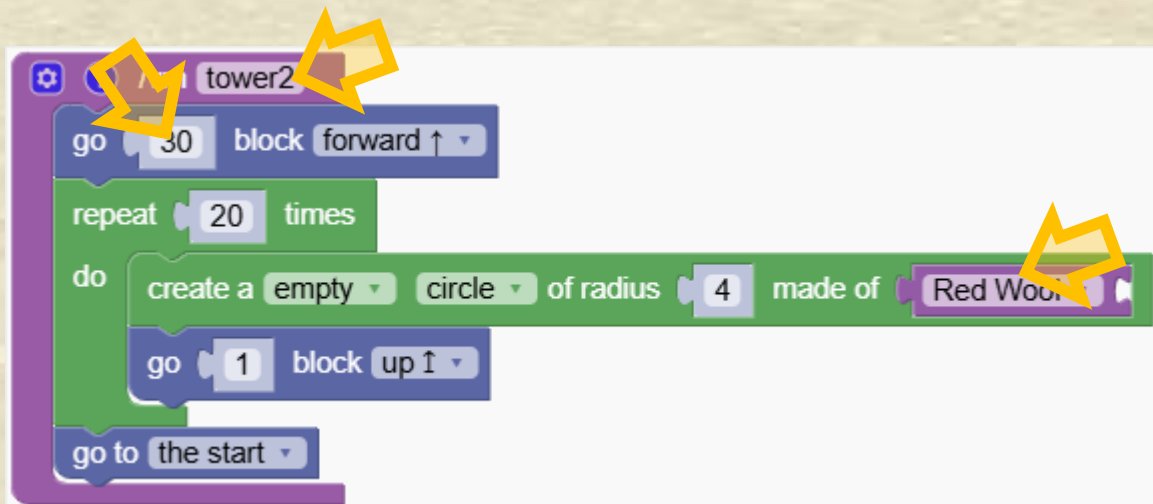 tower2
go 30 block forward ↑
repeat 20 times
do create a empty circle of radius 4 made of Red Wool
go 1 block up ↥
go to the start